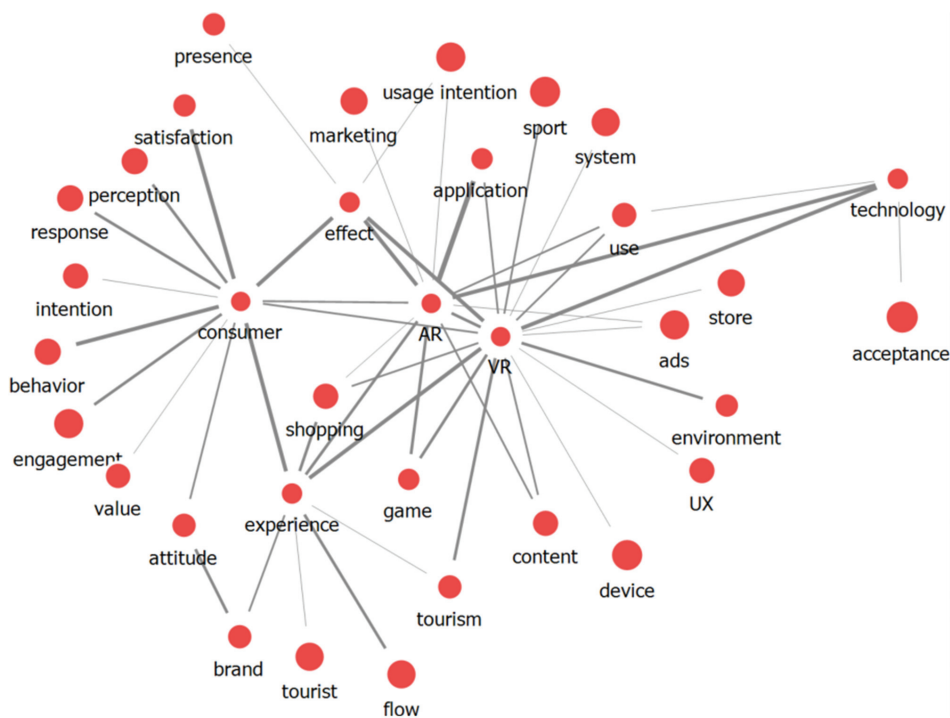 presence
usage intention
marketing
sport
satisfaction
system
perception
application
technology
response
effect
use
intention
consumer
AR
store
VR
ads
acceptance
behavior
shopping
environment
engagement
value
experience
game
UX
attitude
content
device
tourism
brand
tourist
flow